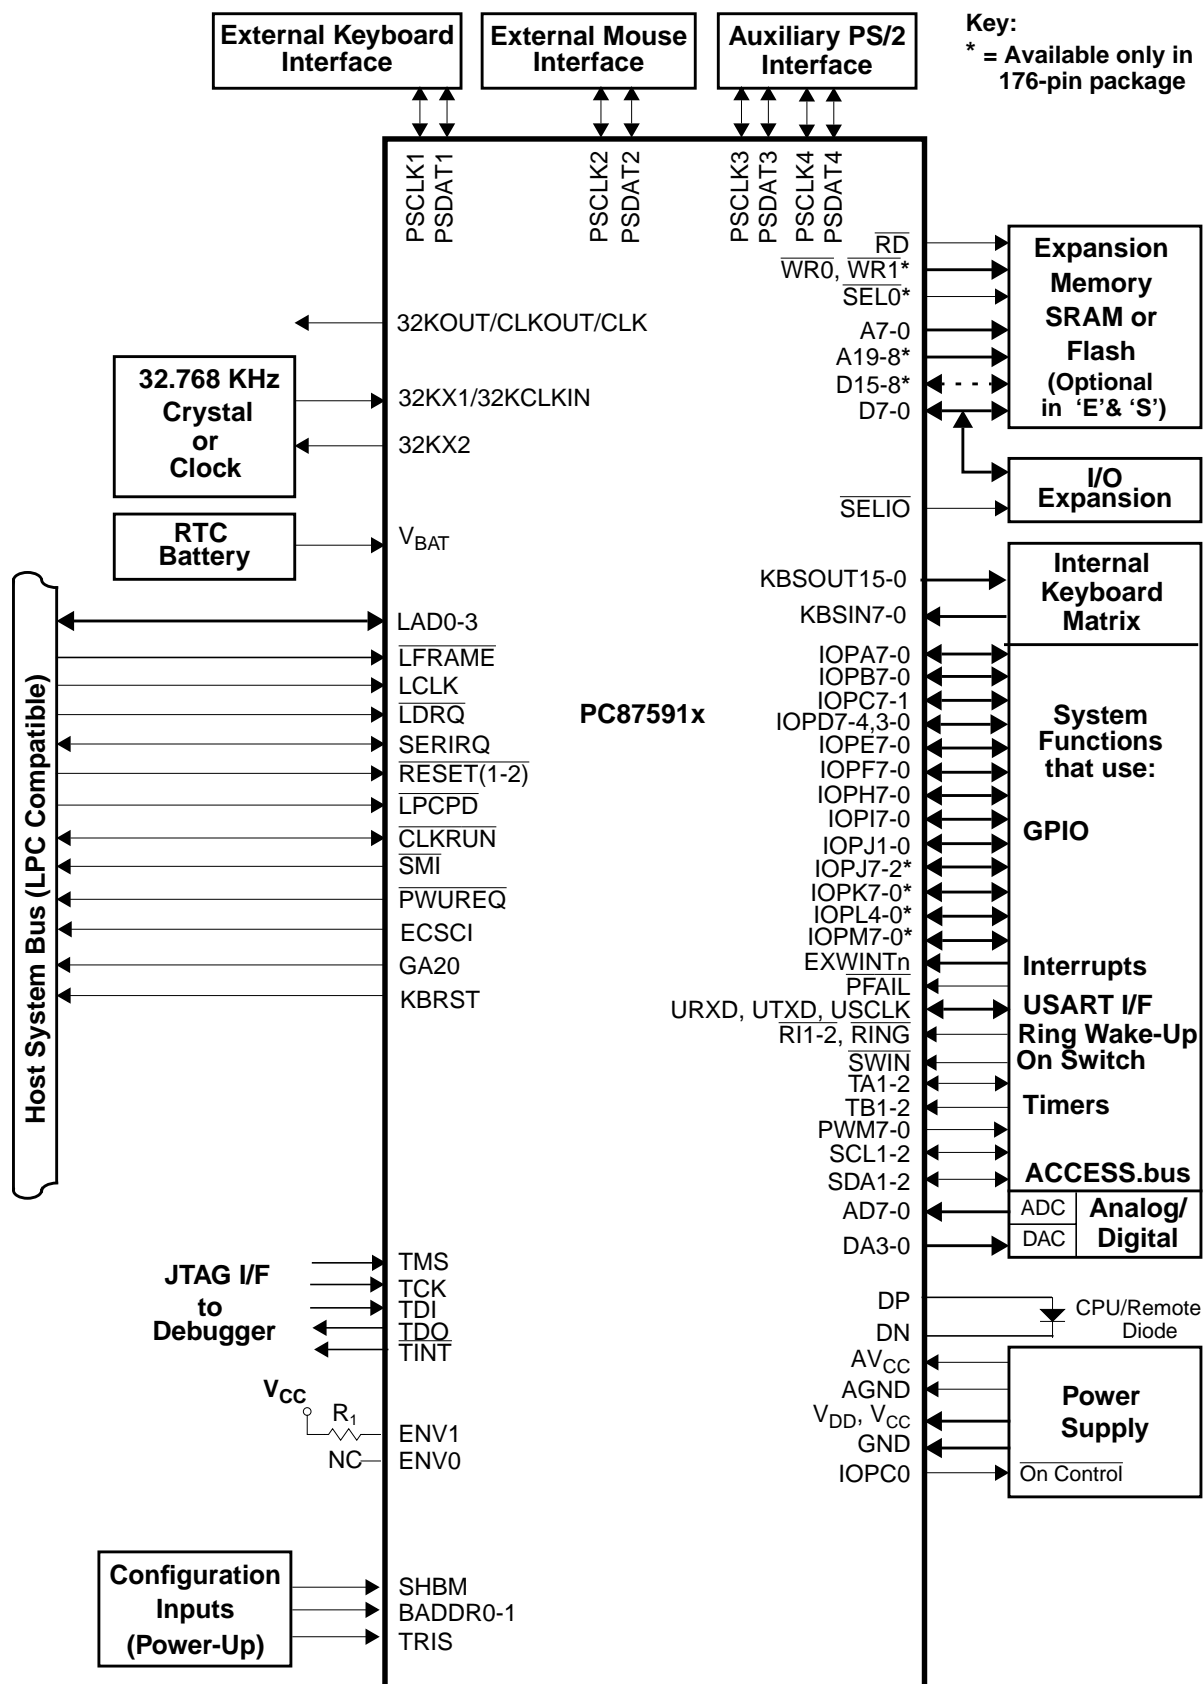 External Keyboard
Interface
External Mouse
Interface
Auxiliary PS/2
Interface
Key:
* = Available only in
176-pin package
PSCLK1
PSDAT1
PSCLK2
PSDAT2
PSCLK3
PSDAT3
PSCLK4
PSDAT4
32KOUT/CLKOUT/CLK
32.768 KHz
Crystal
or
Clock
32KX1/32KCLKIN
32KX2
RTC
Battery
VBAT
Host System Bus (LPC Compatible)
LAD0-3
LFRAME
LCLK
LDRQ
SERIRQ
RESET(1-2)
LPCPD
CLKRUN
SMI
PWUREQ
ECSCI
GA20
KBRST
JTAG I/F
to
Debugger
TMS
TCK
TDI
TDO
TINT
VCC
R1
ENV1
NC
ENV0
Configuration
Inputs
(Power-Up)
SHBM
BADDR0-1
TRIS
PC87591x
RD
WR0, WR1*
SEL0*
A7-0
A19-8*
D15-8*
D7-0
Expansion
Memory
SRAM or
Flash
(Optional
in ‘E’& ‘S’)
SELIO
I/O
Expansion
KBSOUT15-0
KBSIN7-0
Internal
Keyboard
Matrix
IOPA7-0
IOPB7-0
IOPC7-1
IOPD7-4,3-0
IOPE7-0
IOPF7-0
IOPH7-0
IOPI7-0
IOPJ1-0
IOPJ7-2*
IOPK7-0*
IOPL4-0*
IOPM7-0*
EXWINTn
PFAIL
URXD, UTXD, USCLK
RI1-2, RING
SWIN
TA1-2
TB1-2
PWM7-0
SCL1-2
SDA1-2
System
Functions
that use:
GPIO
Interrupts
USART I/F
Ring Wake-Up
On Switch
Timers
ACCESS.bus
AD7-0
DA3-0
ADC
DAC
Analog/
Digital
DP
DN
CPU/Remote
Diode
AVCC
AGND
VDD, VCC
GND
IOPC0
Power
Supply
On Control